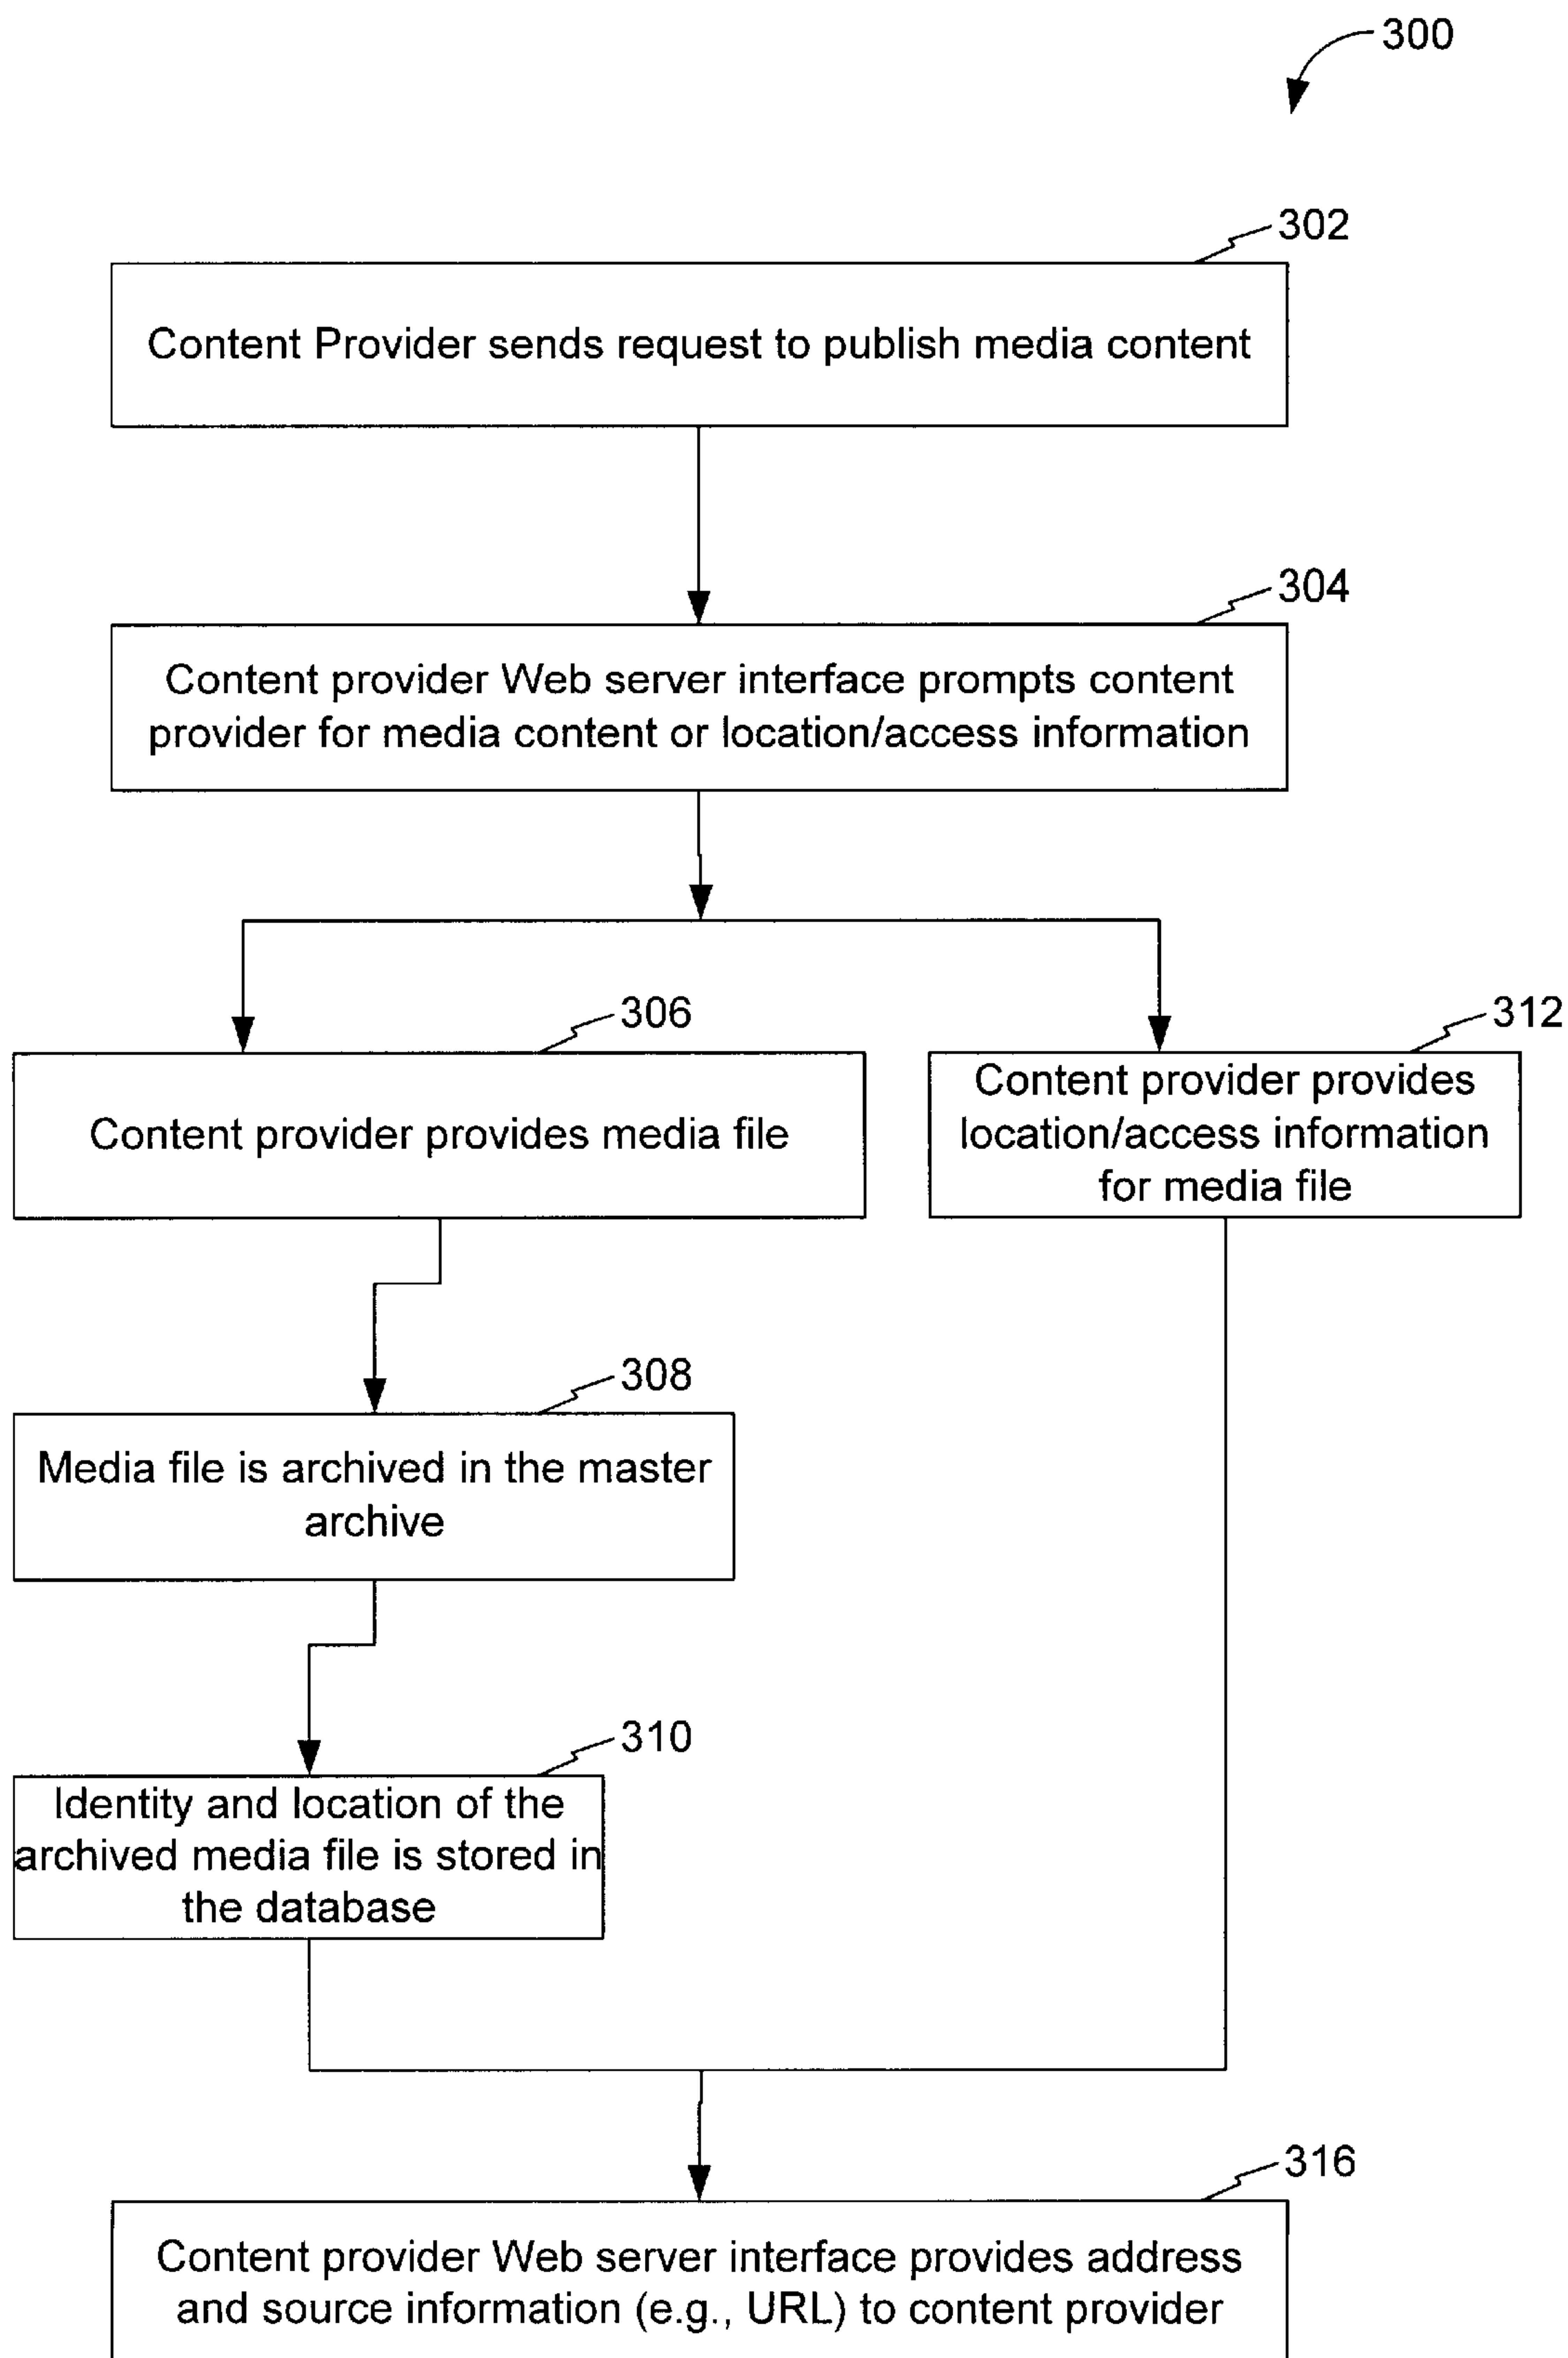 300
302
Content Provider sends request to publish media content
304
Content provider Web server interface prompts content
provider for media content or location/access information
306
Content provider provides media file
312
Content provider provides
location/access information
for media file
308
Media file is archived in the master
archive
310
Identity and location of the
archived media file is stored in
the database
316
Content provider Web server interface provides address
and source information (e.g., URL) to content provider